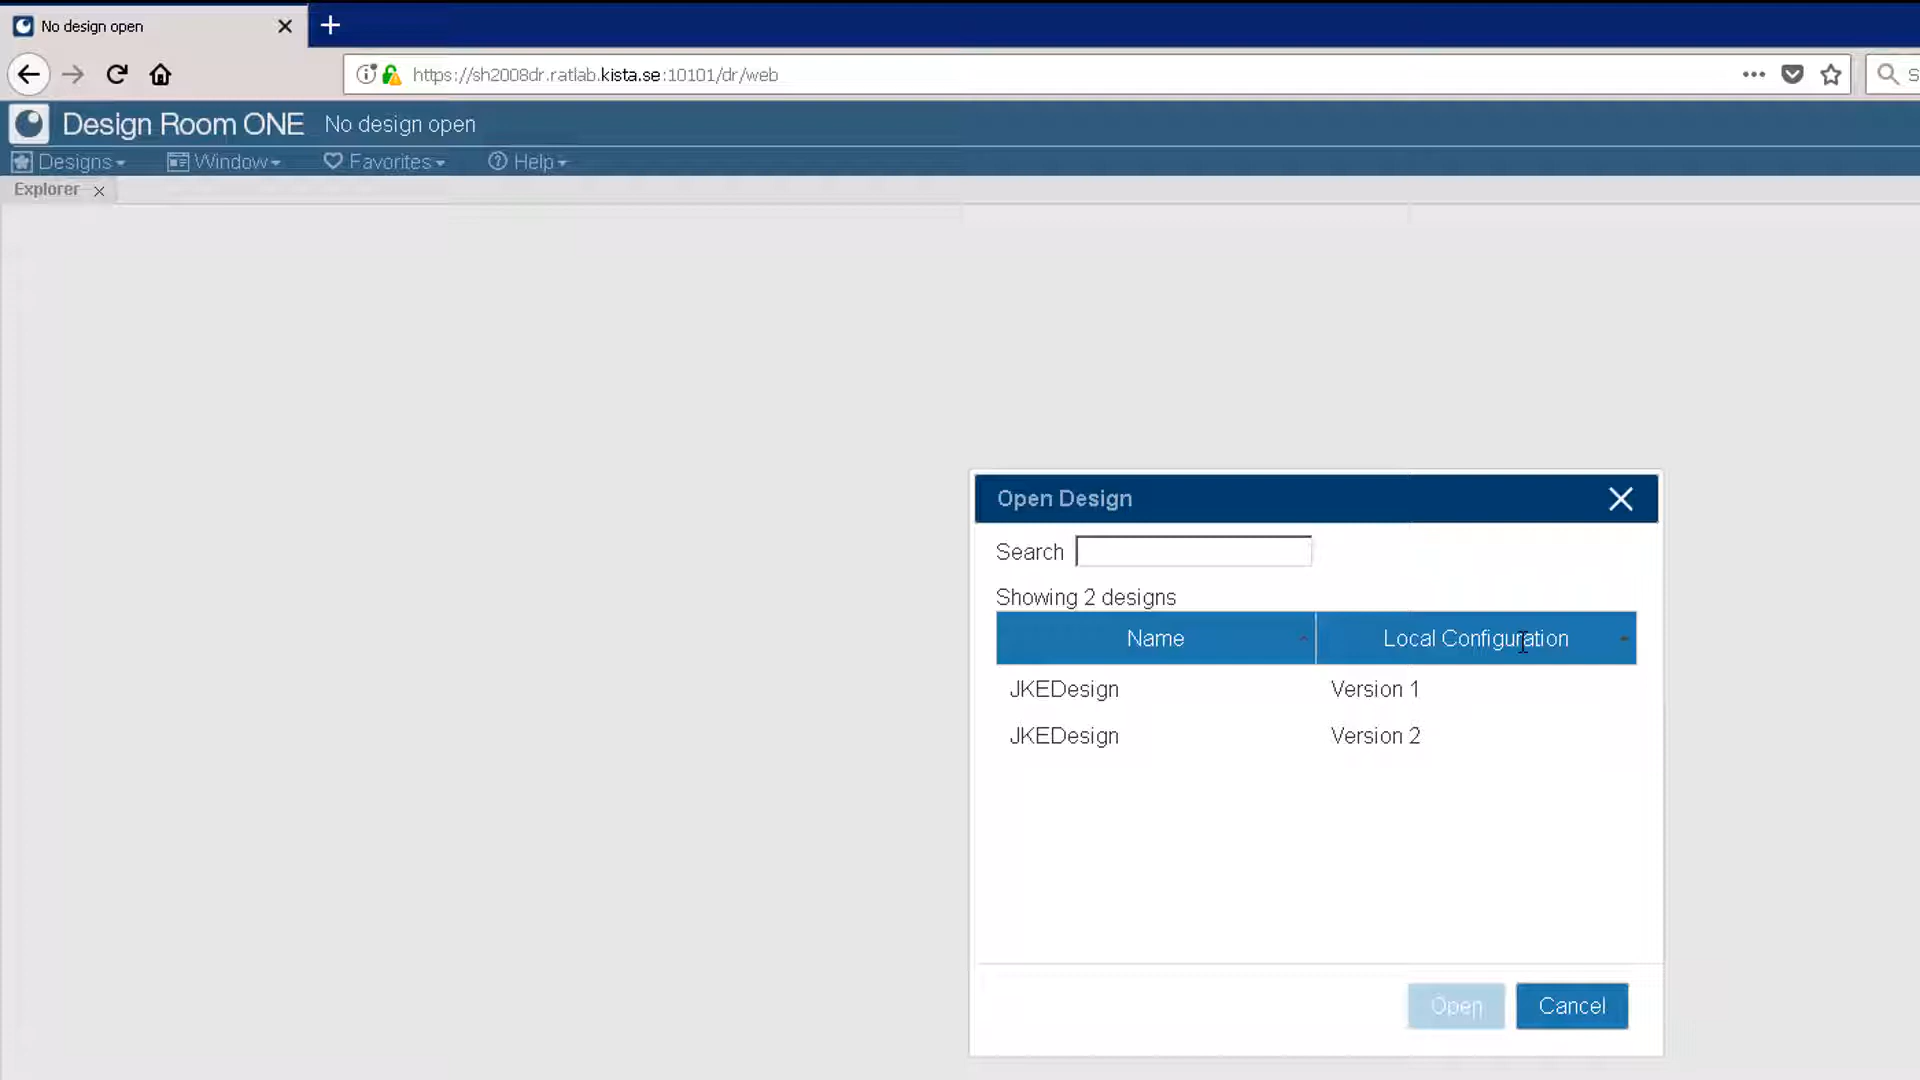 No design open
https://sh2008dr.ratlab.kista.se:10101/dr/web
S
Design Room ONE No design open
Designs Window Favorites Help
Explorer
Open Design
Search
Showing 2 designs
Name Local Configuration
JKEDesign Version 1
JKEDesign Version 2
Open Cancel